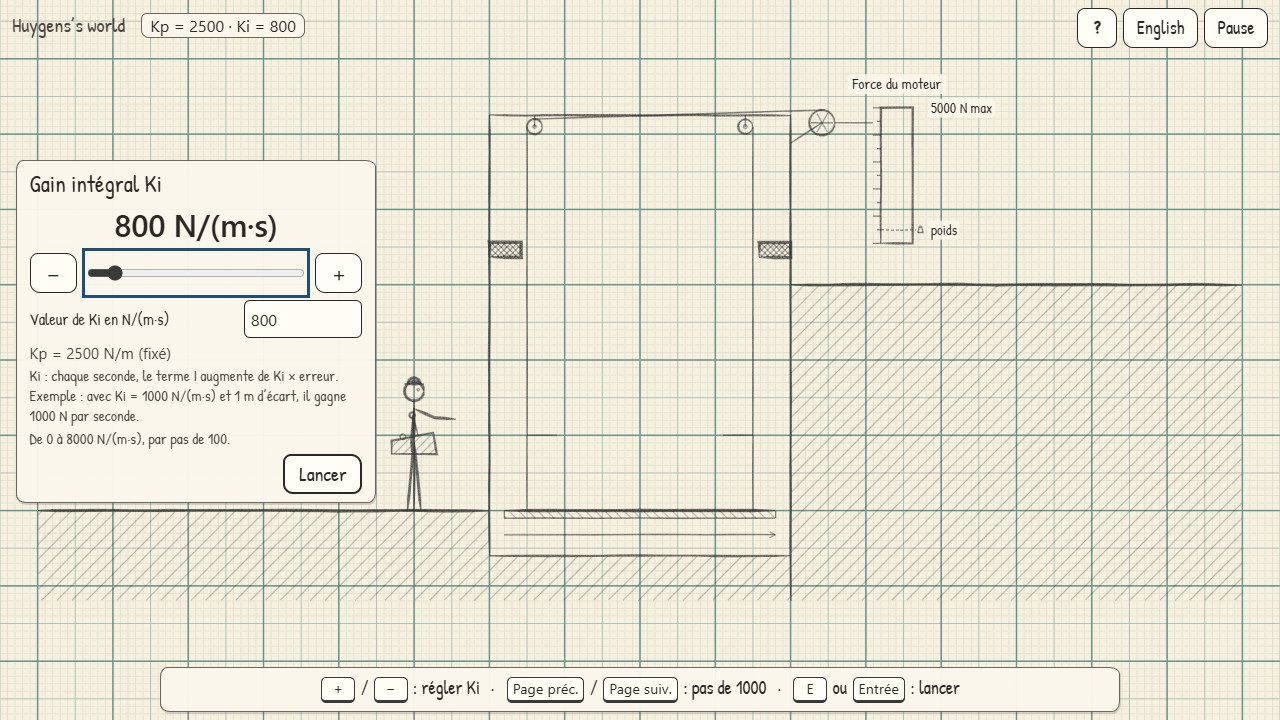 Huygens's world
Kp = 2500 · Ki = 800
?
English
Pause
Force du moteur
5000 N max
poids
Gain intégral Ki
800 N/(m·s)
−
+
Valeur de Ki en N/(m·s)
800
Kp = 2500 N/m (fixé)
Ki : chaque seconde, le terme I augmente de Ki × erreur.
Exemple : avec Ki = 1000 N/(m·s) et 1 m d'écart, il gagne
1000 N par seconde.
De 0 à 8000 N/(m·s), par pas de 100.
Lancer
+ / − : régler Ki · Page préc. / Page suiv. : pas de 1000 · E ou Entrée : lancer